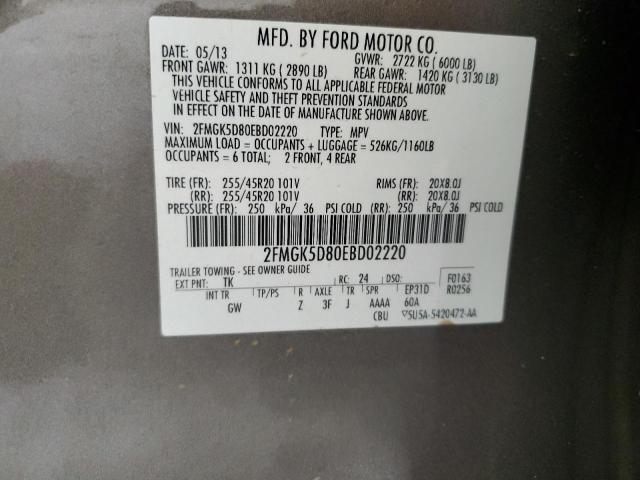 MFD. BY FORD MOTOR CO.
DATE: 05/13 GVWR: 2722 KG ( 6000 LB)
FRONT GAWR: 1311 KG ( 2890 LB) REAR GAWR: 1420 KG ( 3130 LB)
THIS VEHICLE CONFORMS TO ALL APPLICABLE FEDERAL MOTOR
VEHICLE SAFETY AND THEFT PREVENTION STANDARDS
IN EFFECT ON THE DATE OF MANUFACTURE SHOWN ABOVE.
VIN: 2FMGK5D80EBD02220 TYPE: MPV
MAXIMUM LOAD = OCCUPANTS + LUGGAGE = 526KG/1160LB
OCCUPANTS = 6 TOTAL; 2 FRONT, 4 REAR
TIRE (FR): 255/45R20 101V RIMS (FR): 20X8.0J
(RR): 255/45R20 101V (RR): 20X8.0J
PRESSURE (FR): 250 kPa/ 36 PSI COLD (RR): 250 kPa/ 36 PSI COLD
2FMGK5D80EBD02220
TRAILER TOWING - SEE OWNER GUIDE
EXT PNT: TK RC: 24 DSO: F0163
INT TR TP/PS R AXLE TR SPR EP31D R0256
GW Z 3F J AAAA 60A
CBU 5U5A-5420472-AA